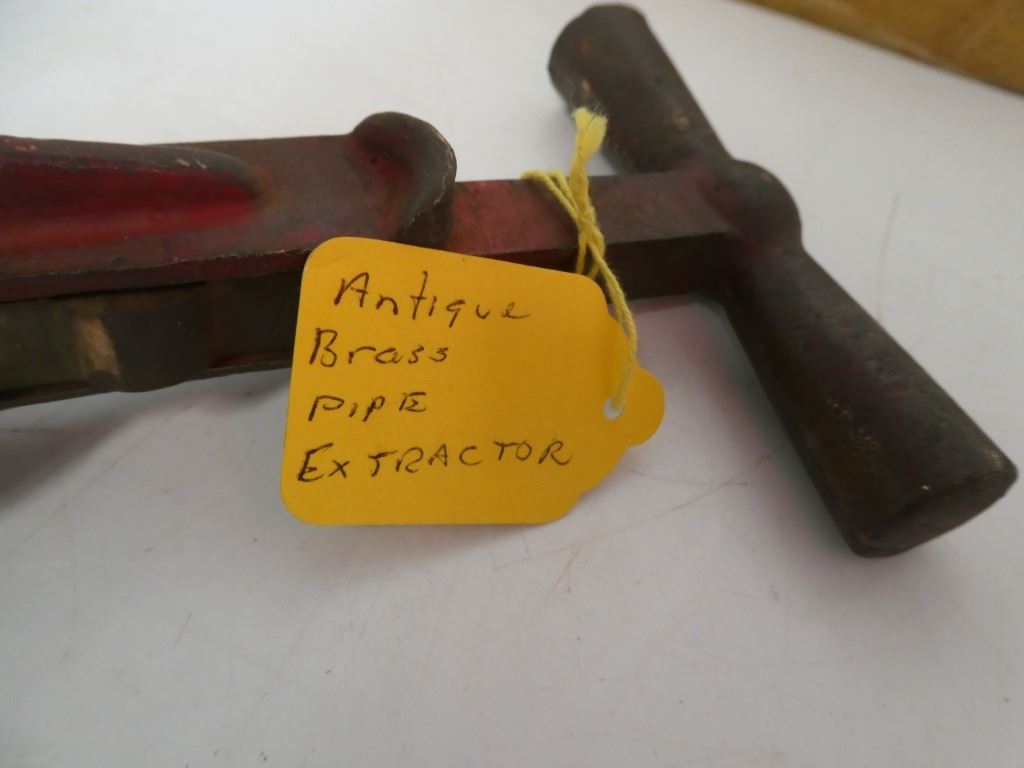 Antique
Brass
PIPE
EXTRACTOR